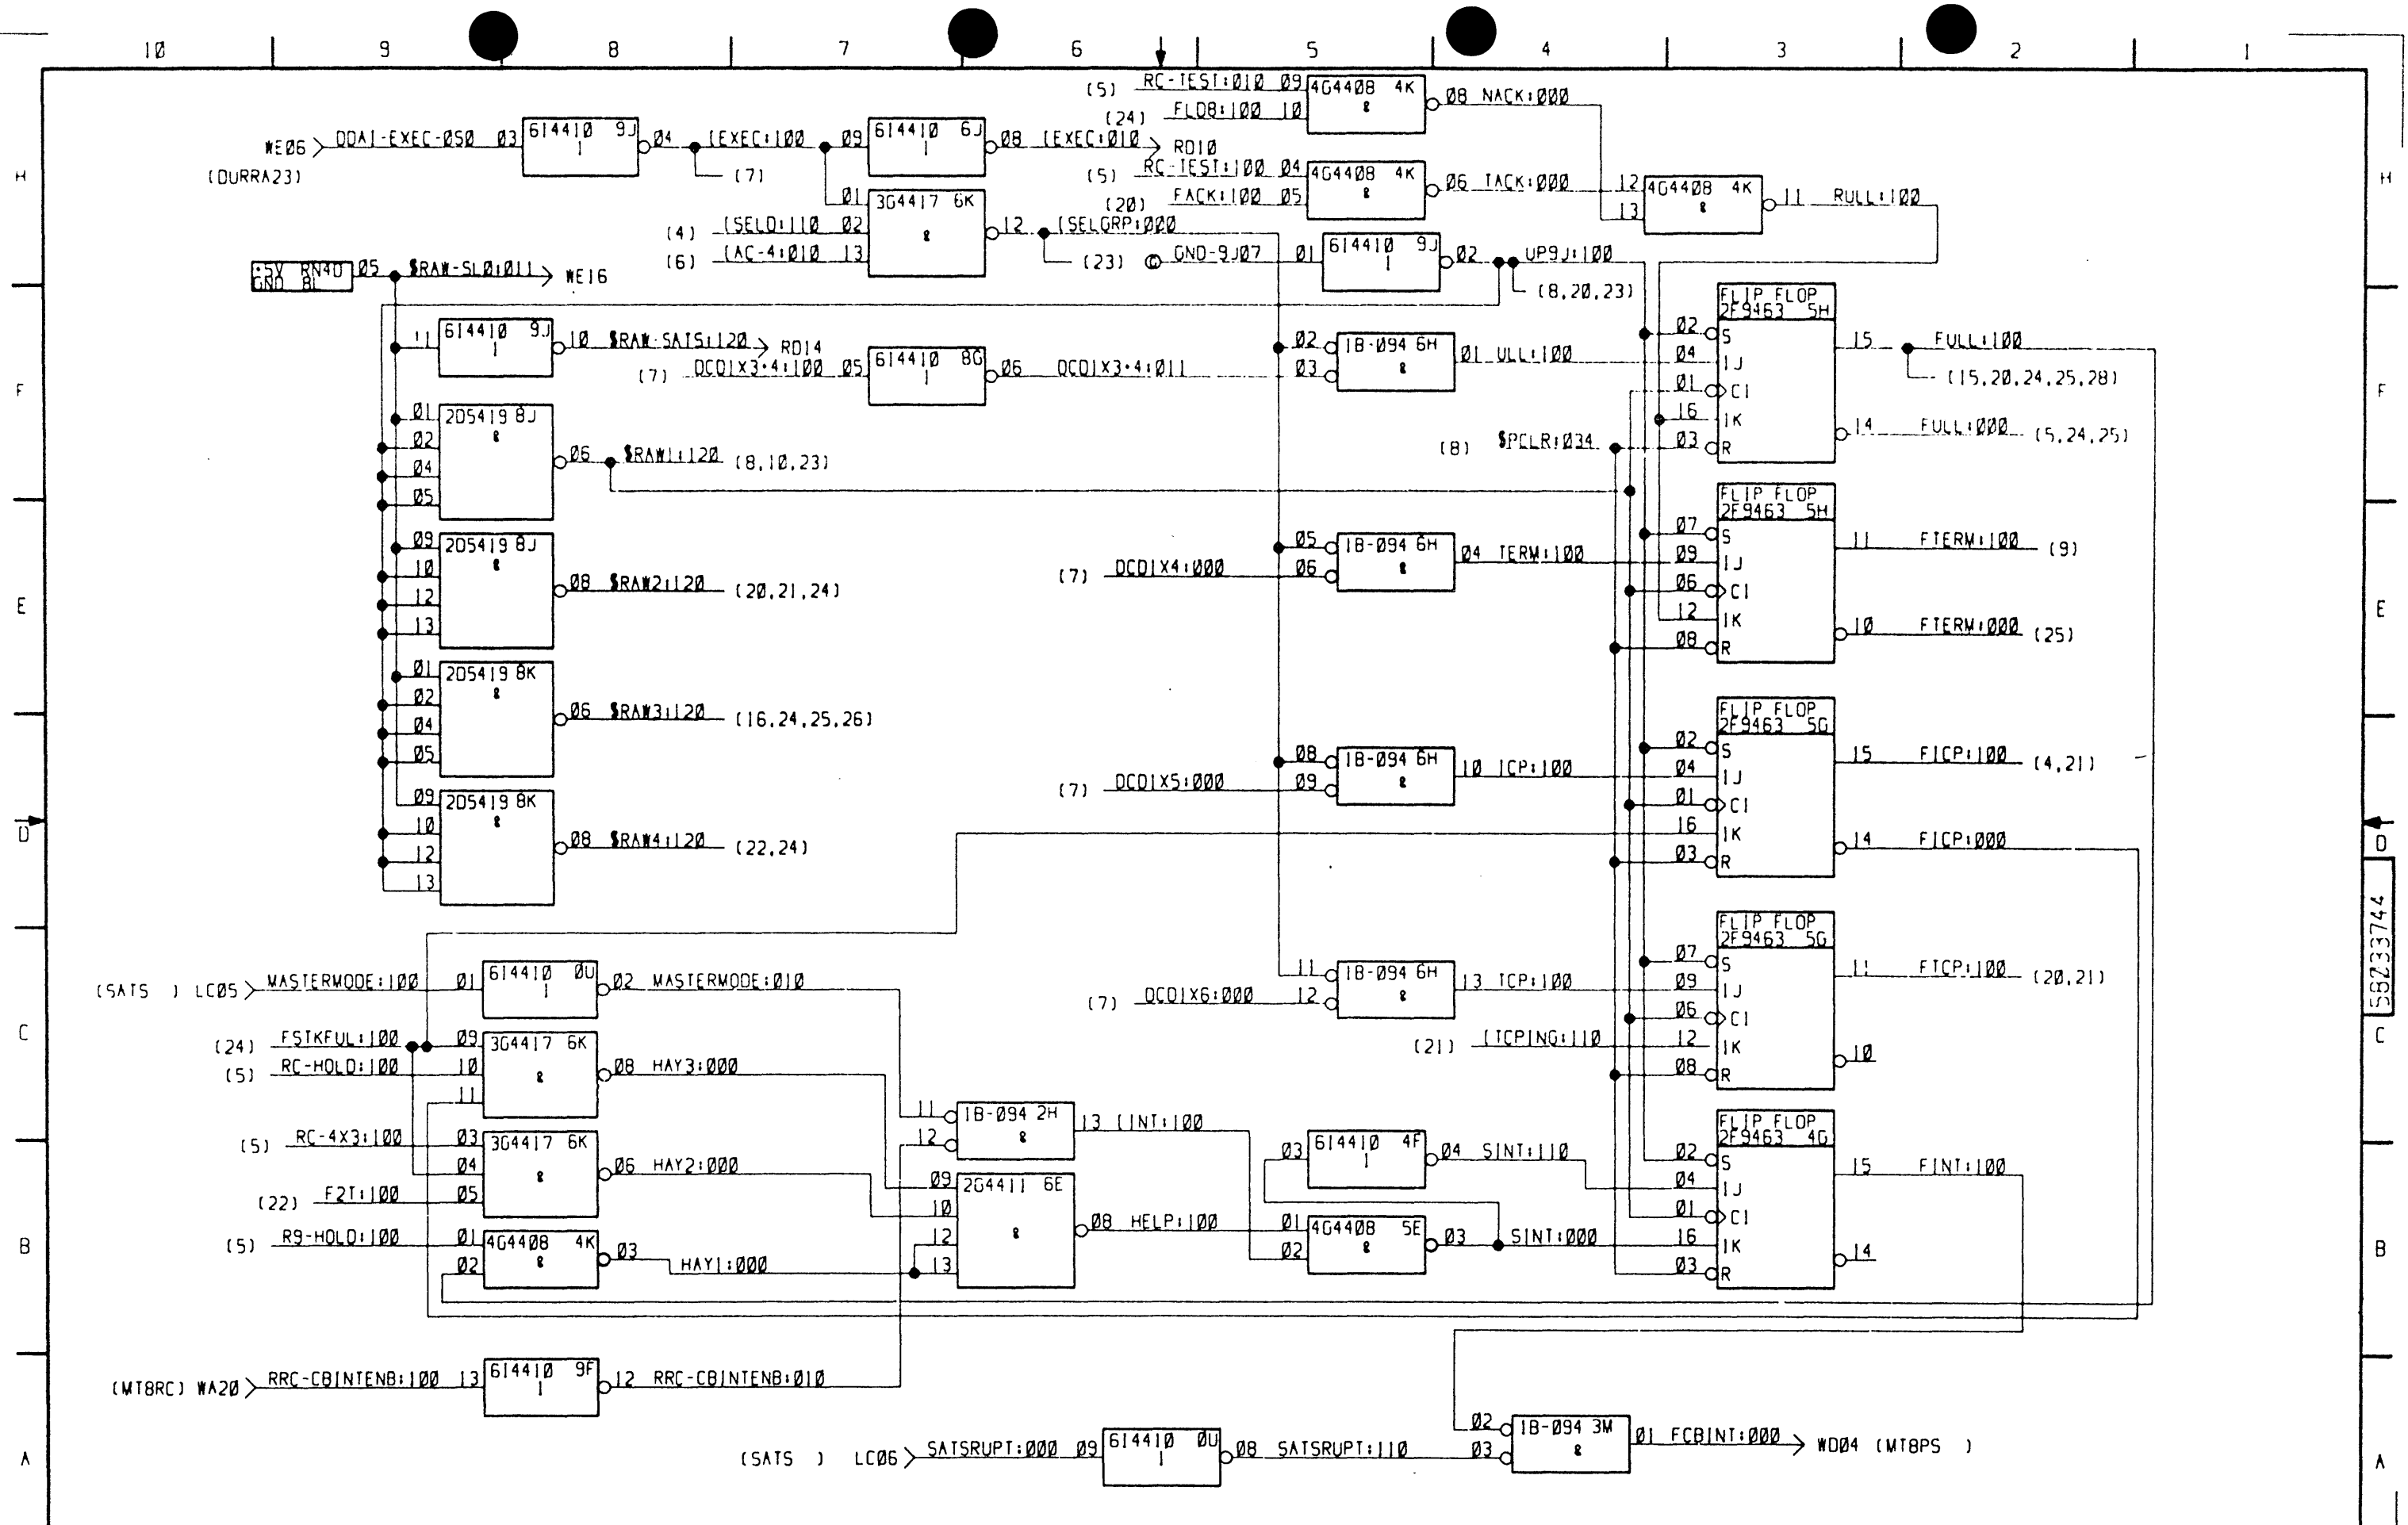 10 9 8 7 6 5 4 3 2 1
H
WE06 DDAI-EXEC-050 03 614410 9J 1 04 (EXEC:100 09 614410 6J 1 08 (EXEC:010 RD10
(DURRA23)
(7)
(5) RC-TEST:010 09 4G4408 4K & 08 NACK:000
(24) FLD8:100 10
(5) RC-TEST:100 04 4G4408 4K & 06 TACK:000
(20) FACK:100 05
12 4G4408 4K & 11 RULL:100
13
01 3G4417 6K & 12 (SELGRP:000
(4) (SELD:110 02
(6) (AC-4:010 13
(23)
GND-9J07 01 614410 9J 1 02 UP9J:100
(8,20,23)
H
+5V RN4D 05 $RAW-SL0:011 WE16
GND 8L
F
11 614410 9J 1 10 $RAW-SATS:120 RD14
(7) DCD1X3+4:100 05 614410 8G 1 06 DCD1X3+4:011
02 1B-094 6H & 01 ULL:100
03
FLIP FLOP
2F9463 5H
02 S
04 1J
01 C1
16 1K
03 R
15 FULL:100
(15,20,24,25,28)
14 FULL:000 (5,24,25)
(8) $PCLR:034
F
01 2D5419 8J
02 &
04
05
06 $RAW1:120 (8,10,23)
E
09 2D5419 8J
10 &
12
13
08 $RAW2:120 (20,21,24)
05 1B-094 6H & 04 TERM:100
(7) DCD1X4:000 06
FLIP FLOP
2F9463 5H
07 S
09 1J
06 C1
12 1K
08 R
11 FTERM:100 (9)
10 FTERM:000 (25)
E
01 2D5419 8K
02 &
04
05
06 $RAW3:120 (16,24,25,26)
08 1B-094 6H & 10 ICP:100
(7) DCD1X5:000 09
FLIP FLOP
2F9463 5G
02 S
04 1J
01 C1
16 1K
03 R
15 FICP:100 (4,21)
14 FICP:000
D
09 2D5419 8K
10 &
12
13
08 $RAW4:120 (22,24)
D
58233744
11 1B-094 6H & 13 TCP:100
(7) DCD1X6:000 12
(21) (TCPING:110
FLIP FLOP
2F9463 5G
07 S
09 1J
06 C1
12 1K
08 R
11 FTCP:100 (20,21)
10
C
(SATS ) LC05 MASTERMODE:100 01 614410 0U 1 02 MASTERMODE:010
(24) FSTKFUL:100 09 3G4417 6K
(5) RC-HOLD:100 10 & 08 HAY3:000
11
C
11 1B-094 2H & 13 (INT:100
12
(5) RC-4X3:100 03 3G4417 6K
04 & 06 HAY2:000
(22) F2T:100 05
B
(5) R9-HOLD:100 01 4G4408 4K & 03 HAY1:000
02
09 2G4411 6E
10 &
12
13
08 HELP:100
01 4G4408 5E & 03 SINT:000
02
03 614410 4F 1 04 SINT:110
FLIP FLOP
2F9463 4G
02 S
04 1J
01 C1
16 1K
03 R
15 FINT:100
14
B
(MT8RC) WA20 RRC-CBINTENB:100 13 614410 9F 1 12 RRC-CBINTENB:010
A
(SATS ) LC06 SATSRUPT:000 09 614410 0U 1 08 SATSRUPT:110
02 1B-094 3M & 01 FCBINT:000 WD04 (MT8PS )
03
A